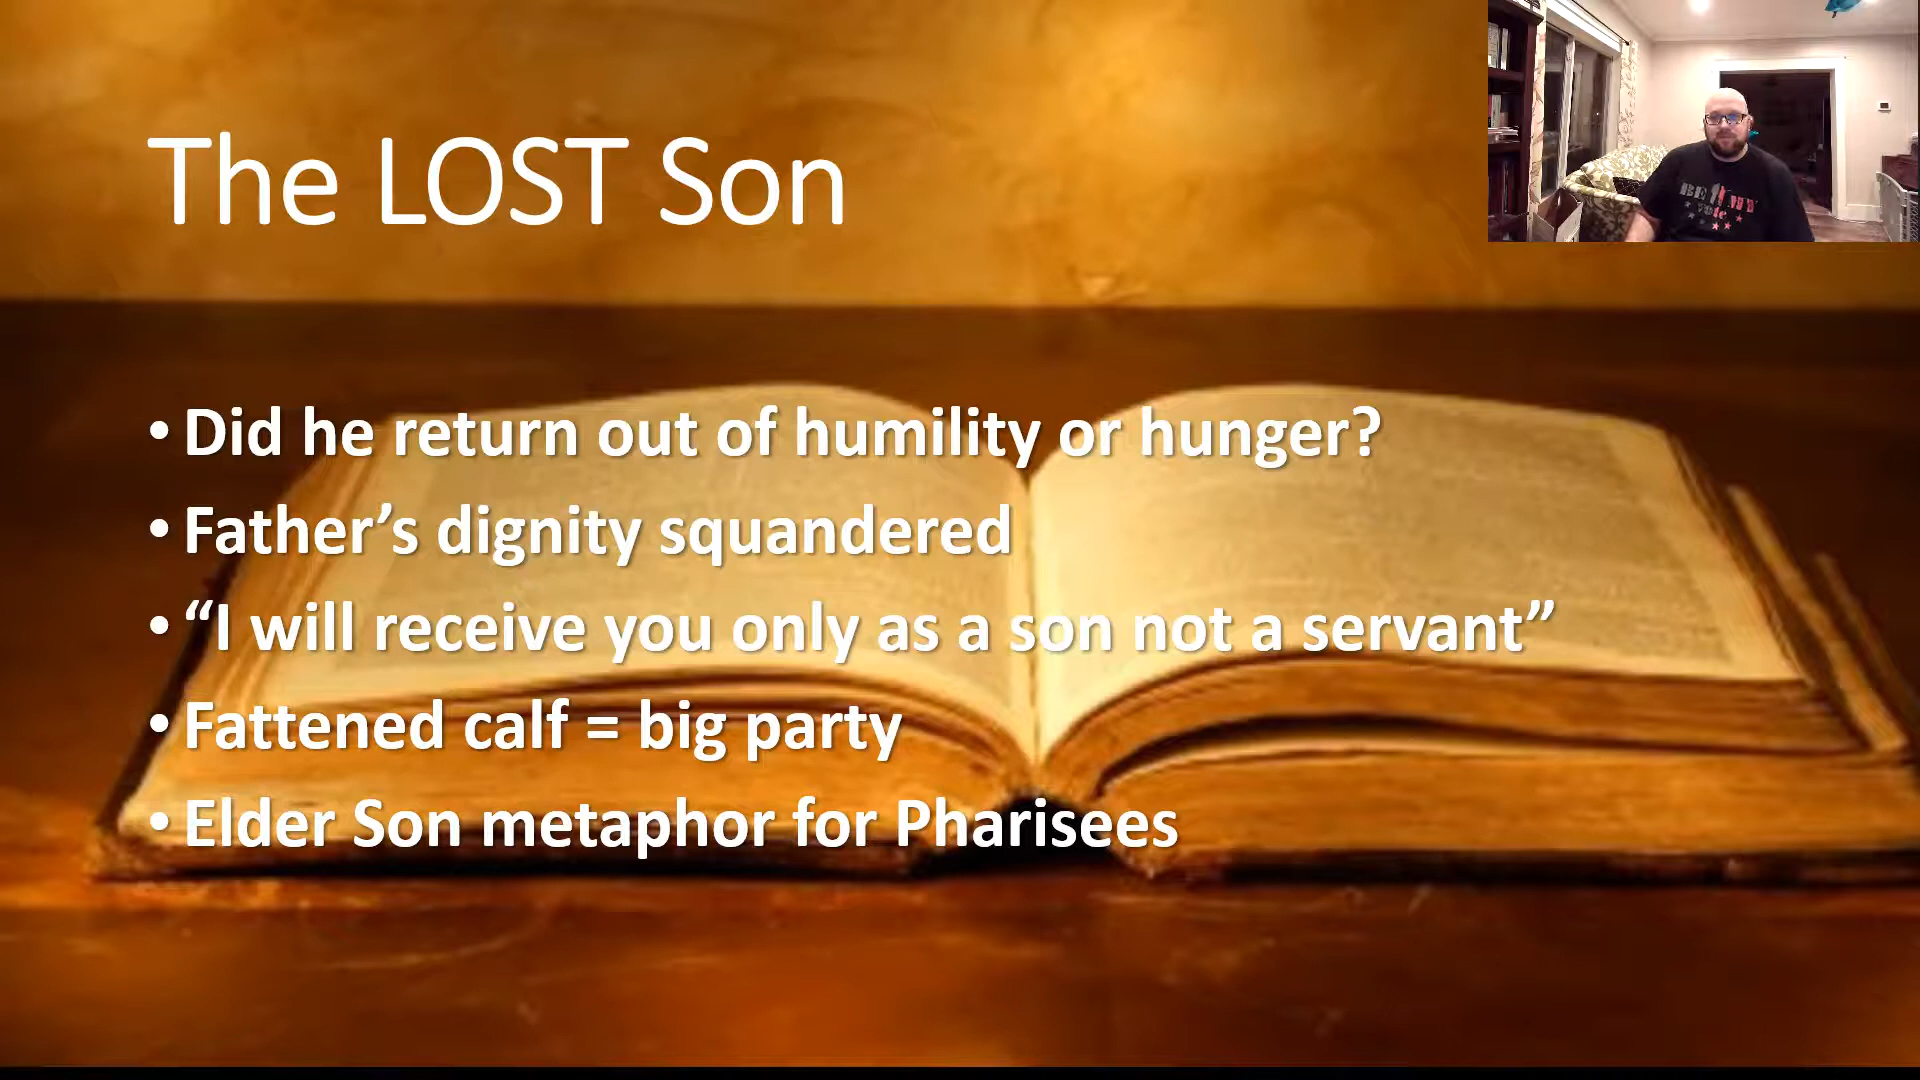 The LOST Son
• Did he return out of humility or hunger?
• Father’s dignity squandered
• “I will receive you only as a son not a servant”
• Fattened calf = big party
• Elder Son metaphor for Pharisees